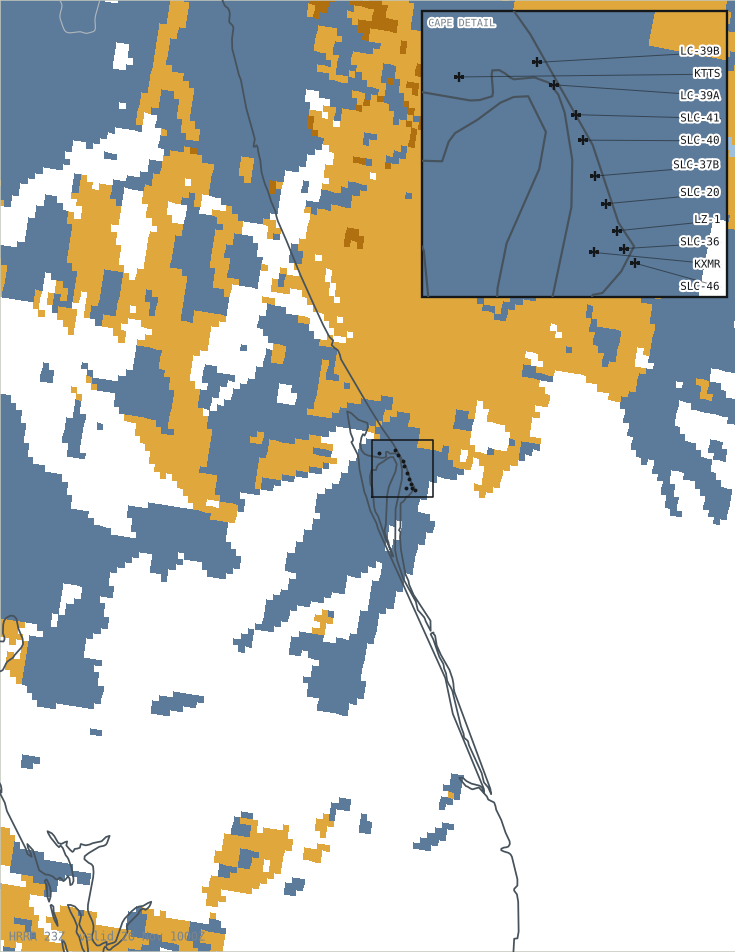 CAPE DETAIL
LC-39B
KTTS
LC-39A
SLC-41
SLC-40
SLC-37B
SLC-20
LZ-1
SLC-36
KXMR
SLC-46
HRRR 23Z